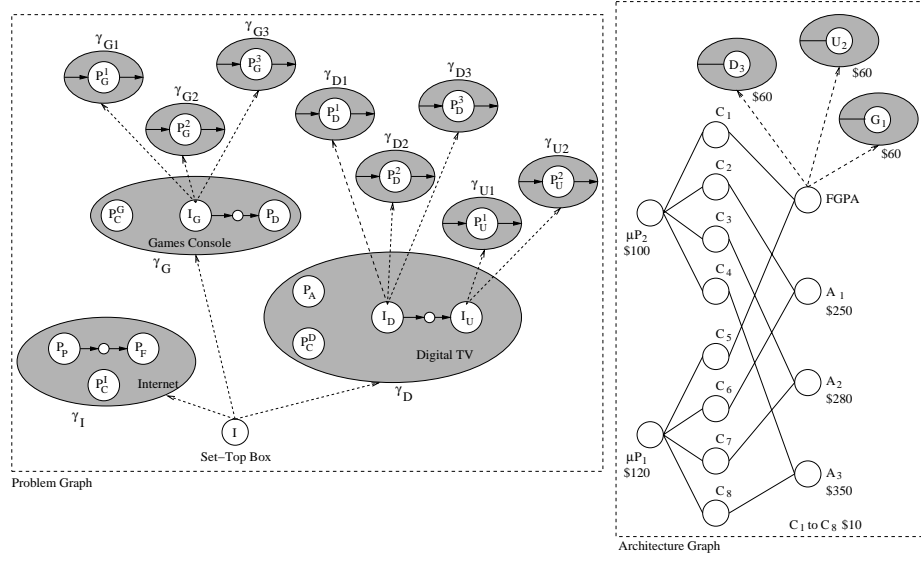 γG1
γG2
γG3
P¹G
P²G
P³G
γD1
γD2
γD3
P¹D
P²D
P³D
γU1
γU2
P¹U
P²U
PGC
IG
PD
Games Console
γG
PA
PDC
ID
IU
Digital TV
γD
PP
PF
PIC
Internet
γI
I
Set–Top Box
Problem Graph
D3
$60
U2
$60
G1
$60
C1
C2
C3
C4
C5
C6
C7
C8
μP2
$100
μP1
$120
FGPA
A1
$250
A2
$280
A3
$350
C1 to C8 $10
Architecture Graph